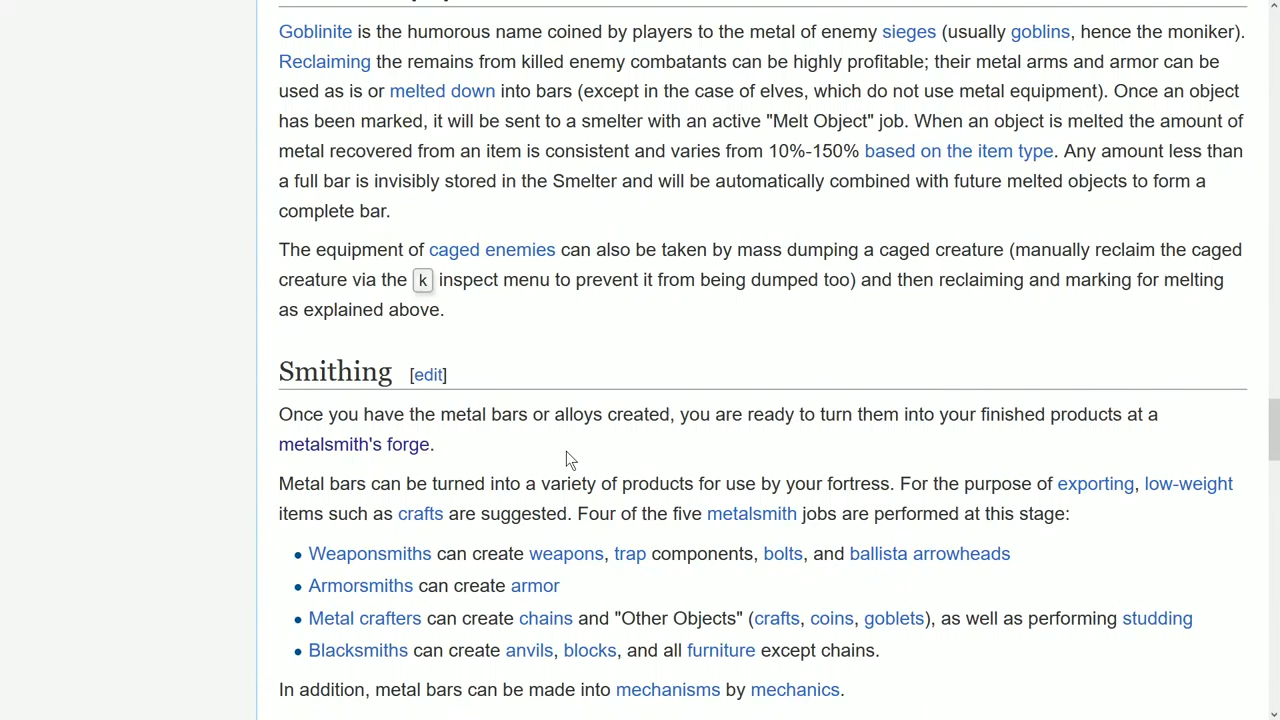 Goblinite is the humorous name coined by players to the metal of enemy sieges (usually goblins, hence the moniker).
Reclaiming the remains from killed enemy combatants can be highly profitable; their metal arms and armor can be
used as is or melted down into bars (except in the case of elves, which do not use metal equipment). Once an object
has been marked, it will be sent to a smelter with an active "Melt Object" job. When an object is melted the amount of
metal recovered from an item is consistent and varies from 10%-150% based on the item type. Any amount less than
a full bar is invisibly stored in the Smelter and will be automatically combined with future melted objects to form a
complete bar.
The equipment of caged enemies can also be taken by mass dumping a caged creature (manually reclaim the caged
creature via the k inspect menu to prevent it from being dumped too) and then reclaiming and marking for melting
as explained above.
Smithing [edit]
Once you have the metal bars or alloys created, you are ready to turn them into your finished products at a
metalsmith's forge.
Metal bars can be turned into a variety of products for use by your fortress. For the purpose of exporting, low-weight
items such as crafts are suggested. Four of the five metalsmith jobs are performed at this stage:
• Weaponsmiths can create weapons, trap components, bolts, and ballista arrowheads
• Armorsmiths can create armor
• Metal crafters can create chains and "Other Objects" (crafts, coins, goblets), as well as performing studding
• Blacksmiths can create anvils, blocks, and all furniture except chains.
In addition, metal bars can be made into mechanisms by mechanics.